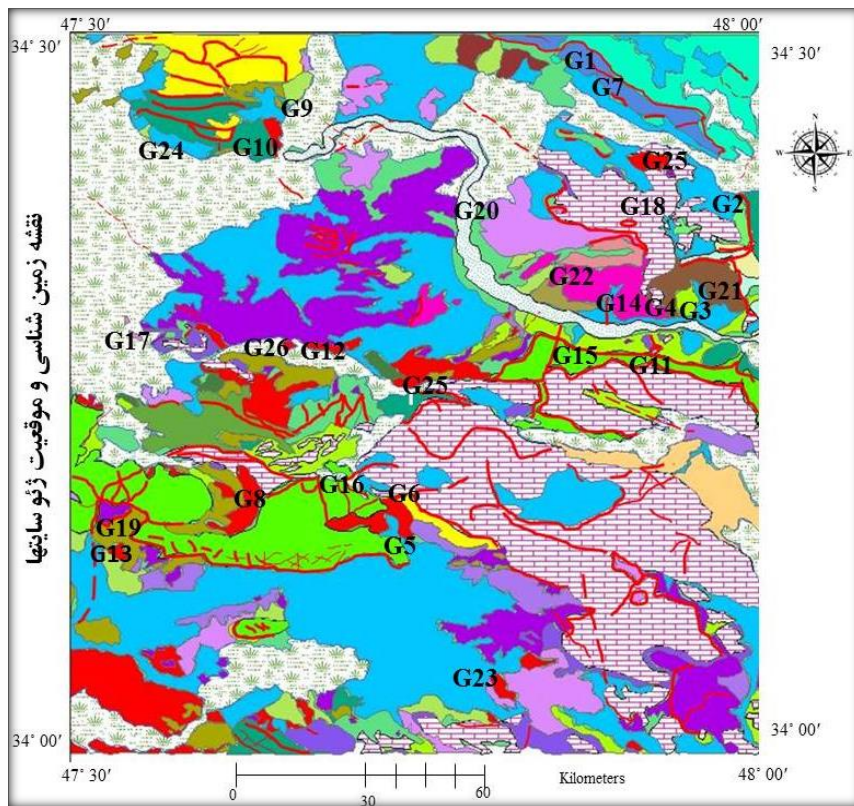 47˚ 30′
48˚ 00′
34˚ 30′
34˚ 30′
G1
G7
G9
G10
G24
N
W
E
S
G25
G18
G2
G20
G22
G21
G14
G4
G3
G17
G26
G12
G15
G11
G25
G16
G8
G6
G19
G13
G5
G23
نقشه زمین شناسی و موقعیت ژئو سایتها
34˚ 00′
34˚ 00′
47˚ 30′
48˚ 00′
Kilometers
0
30
60